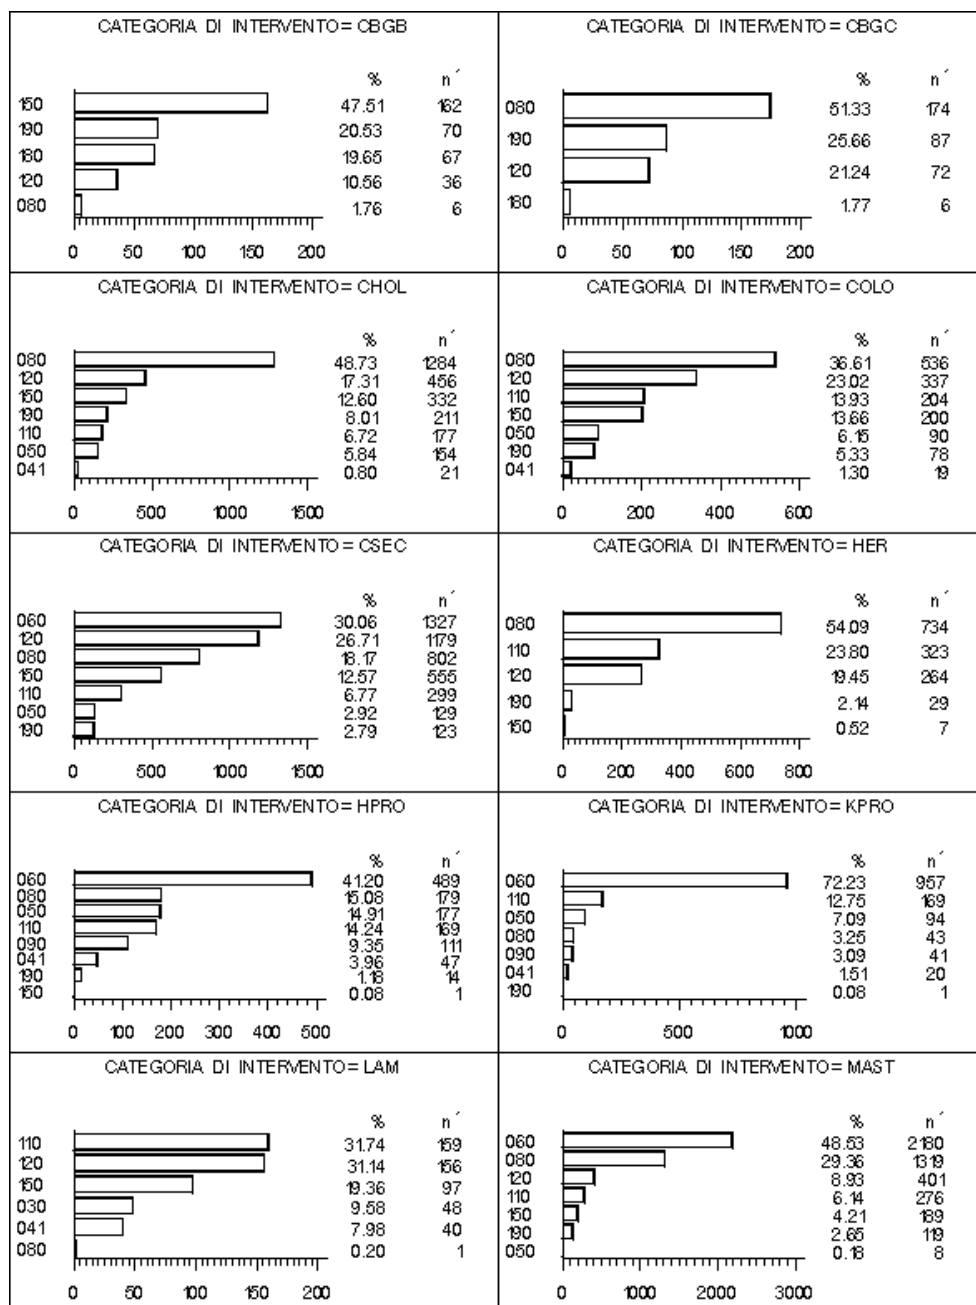 CATEGORIA DI INTERVENTO= CBGB
% n´
150 47.51 162
190 20.53 70
180 19.65 67
120 10.56 36
080 1.76 6
0 50 100 150 200
CATEGORIA DI INTERVENTO= CBGC
% n´
080 51.33 174
190 25.66 87
120 21.24 72
180 1.77 6
0 50 100 150 200
CATEGORIA DI INTERVENTO= CHOL
% n´
080 48.73 1284
120 17.31 456
150 12.60 332
190 8.01 211
110 6.72 177
050 5.84 154
041 0.80 21
0 500 1000 1500
CATEGORIA DI INTERVENTO= COLO
% n´
080 36.61 536
120 23.02 337
110 13.93 204
150 13.66 200
050 6.15 90
190 5.33 78
041 1.30 19
0 200 400 600
CATEGORIA DI INTERVENTO= CSEC
% n´
060 30.06 1327
120 26.71 1179
080 18.17 802
150 12.57 555
110 6.77 299
050 2.92 129
190 2.79 123
0 500 1000 1500
CATEGORIA DI INTERVENTO= HER
% n´
080 54.09 734
110 23.80 323
120 19.45 264
190 2.14 29
150 0.52 7
0 200 400 600 800
CATEGORIA DI INTERVENTO= HPRO
% n´
060 41.20 489
080 15.08 179
050 14.91 177
110 14.24 169
090 9.35 111
041 3.96 47
190 1.18 14
150 0.08 1
0 100 200 300 400 500
CATEGORIA DI INTERVENTO= KPRO
% n´
060 72.23 957
110 12.75 169
050 7.09 94
080 3.25 43
090 3.09 41
041 1.51 20
190 0.08 1
0 500 1000
CATEGORIA DI INTERVENTO= LAM
% n´
110 31.74 159
120 31.14 156
150 19.36 97
030 9.58 48
041 7.98 40
080 0.20 1
0 50 100 150 200
CATEGORIA DI INTERVENTO= MAST
% n´
060 48.53 2180
080 29.36 1319
120 8.93 401
110 6.14 276
150 4.21 189
190 2.65 119
050 0.18 8
0 1000 2000 3000